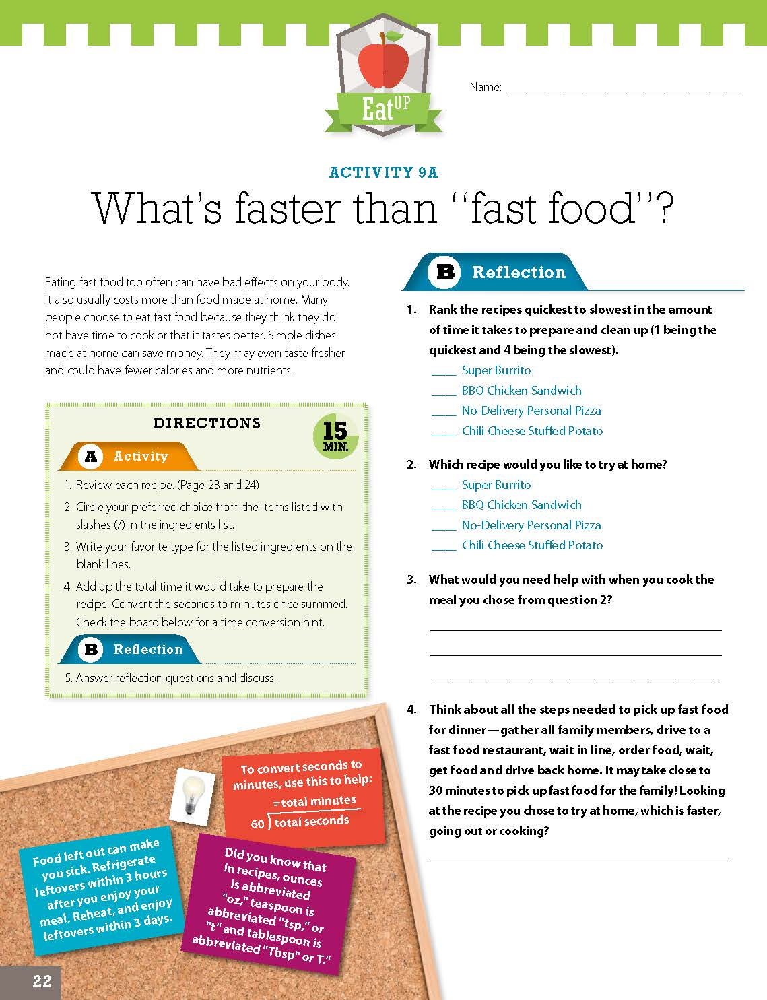 Eat UP
Name: ____________________________________
ACTIVITY 9A
What's faster than "fast food"?
Eating fast food too often can have bad effects on your body.
It also usually costs more than food made at home. Many
people choose to eat fast food because they think they do
not have time to cook or that it tastes better. Simple dishes
made at home can save money. They may even taste fresher
and could have fewer calories and more nutrients.
DIRECTIONS
15
MIN.
A Activity
1. Review each recipe. (Page 23 and 24)
2. Circle your preferred choice from the items listed with
slashes (/) in the ingredients list.
3. Write your favorite type for the listed ingredients on the
blank lines.
4. Add up the total time it would take to prepare the
recipe. Convert the seconds to minutes once summed.
Check the board below for a time conversion hint.
B Reflection
5. Answer reflection questions and discuss.
To convert seconds to
minutes, use this to help:
=total minutes
60 ) total seconds
Food left out can make
you sick. Refrigerate
leftovers within 3 hours
after you enjoy your
meal. Reheat, and enjoy
leftovers within 3 days.
Did you know that
in recipes, ounces
is abbreviated
"oz," teaspoon is
abbreviated "tsp," or
"t" and tablespoon is
abbreviated "Tbsp" or T."
22
B Reflection
1. Rank the recipes quickest to slowest in the amount
of time it takes to prepare and clean up (1 being the
quickest and 4 being the slowest).
____ Super Burrito
____ BBQ Chicken Sandwich
____ No-Delivery Personal Pizza
____ Chili Cheese Stuffed Potato
2. Which recipe would you like to try at home?
____ Super Burrito
____ BBQ Chicken Sandwich
____ No-Delivery Personal Pizza
____ Chili Cheese Stuffed Potato
3. What would you need help with when you cook the
meal you chose from question 2?
4. Think about all the steps needed to pick up fast food
for dinner—gather all family members, drive to a
fast food restaurant, wait in line, order food, wait,
get food and drive back home. It may take close to
30 minutes to pick up fast food for the family! Looking
at the recipe you chose to try at home, which is faster,
going out or cooking?